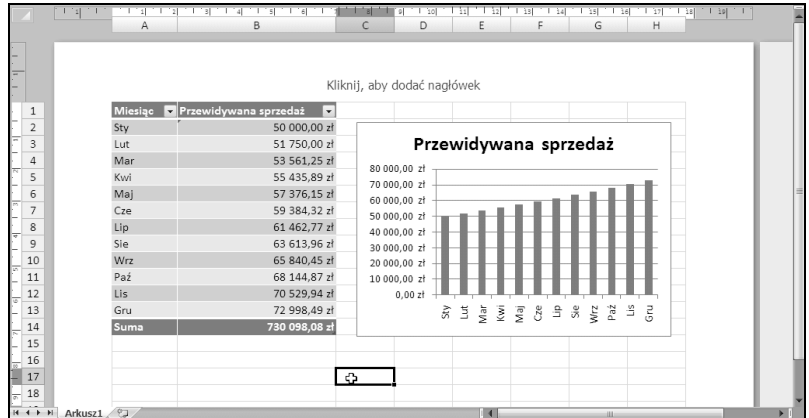 A B C D E F G H
Kliknij, aby dodać nagłówek
1 Miesiąc Przewidywana sprzedaż
2 Sty 50 000,00 zł
3 Lut 51 750,00 zł
4 Mar 53 561,25 zł
5 Kwi 55 435,89 zł
6 Maj 57 376,15 zł
7 Cze 59 384,32 zł
8 Lip 61 462,77 zł
9 Sie 63 613,96 zł
10 Wrz 65 840,45 zł
11 Paź 68 144,87 zł
12 Lis 70 529,94 zł
13 Gru 72 998,49 zł
14 Suma 730 098,08 zł
15
16
17
18
Przewidywana sprzedaż
80 000,00 zł
70 000,00 zł
60 000,00 zł
50 000,00 zł
40 000,00 zł
30 000,00 zł
20 000,00 zł
10 000,00 zł
0,00 zł
Sty Lut Mar Kwi Maj Cze Lip Sie Wrz Paź Lis Gru
Arkusz1